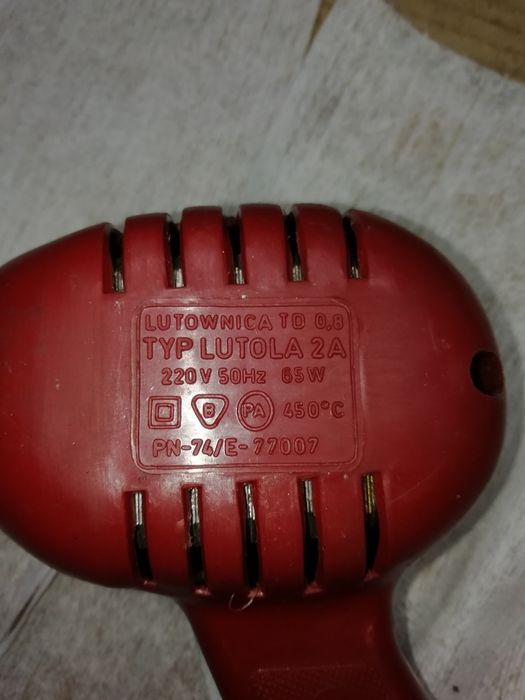 LUTOWNICA TD 0,8
TYP LUTOLA 2A
220V 50Hz 65W
B PA 450°C
PN-74/E-77007